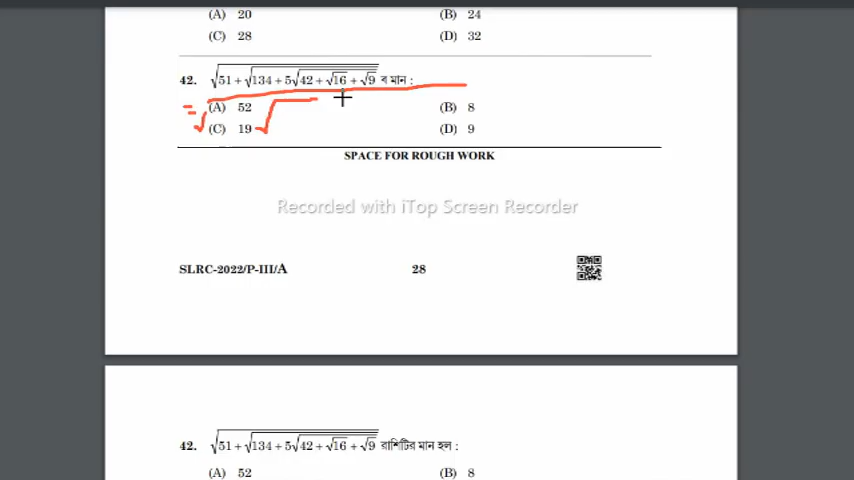 (A) 20 (B) 24
(C) 28 (D) 32
42. √51 + √134 + 5√42 + √16 + √9 ৰ মান :
= √ √
(A) 52 (B) 8
(C) 19 (D) 9
SPACE FOR ROUGH WORK
Recorded with iTop Screen Recorder
SLRC-2022/P-III/A 28
42. √51 + √134 + 5√42 + √16 + √9 রাশিটির মান হল :
(A) 52 (B) 8